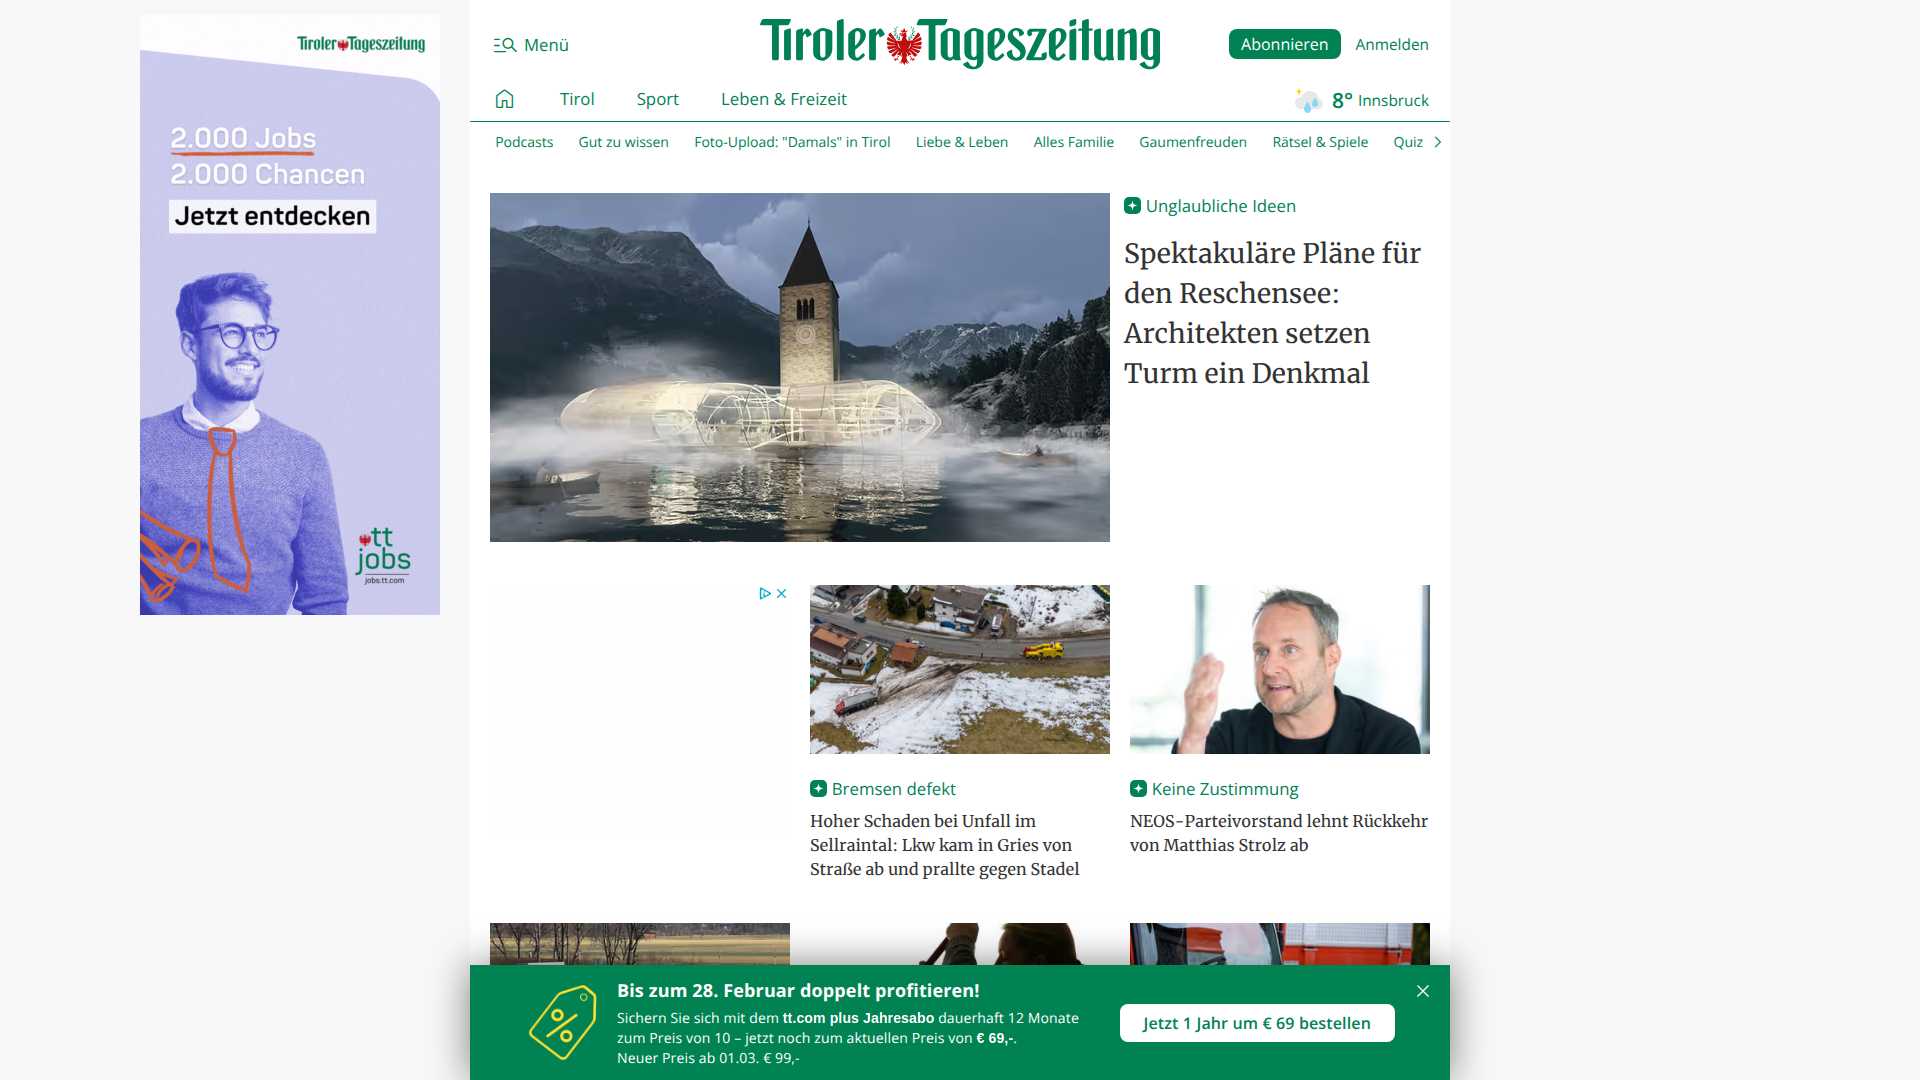 Tiroler Tageszeitung
2.000 Jobs
2.000 Chancen
Jetzt entdecken
tt
jobs
jobs.tt.com
Menü
Tiroler Tageszeitung
Abonnieren
Anmelden
Tirol
Sport
Leben & Freizeit
8° Innsbruck
Podcasts
Gut zu wissen
Foto-Upload: "Damals" in Tirol
Liebe & Leben
Alles Familie
Gaumenfreuden
Rätsel & Spiele
Quiz
Unglaubliche Ideen
Spektakuläre Pläne für
den Reschensee:
Architekten setzen
Turm ein Denkmal
Bremsen defekt
Hoher Schaden bei Unfall im
Sellraintal: Lkw kam in Gries von
Straße ab und prallte gegen Stadel
Keine Zustimmung
NEOS-Parteivorstand lehnt Rückkehr
von Matthias Strolz ab
Bis zum 28. Februar doppelt profitieren!
Sichern Sie sich mit dem tt.com plus Jahresabo dauerhaft 12 Monate
zum Preis von 10 – jetzt noch zum aktuellen Preis von € 69,-.
Neuer Preis ab 01.03. € 99,-
Jetzt 1 Jahr um € 69 bestellen